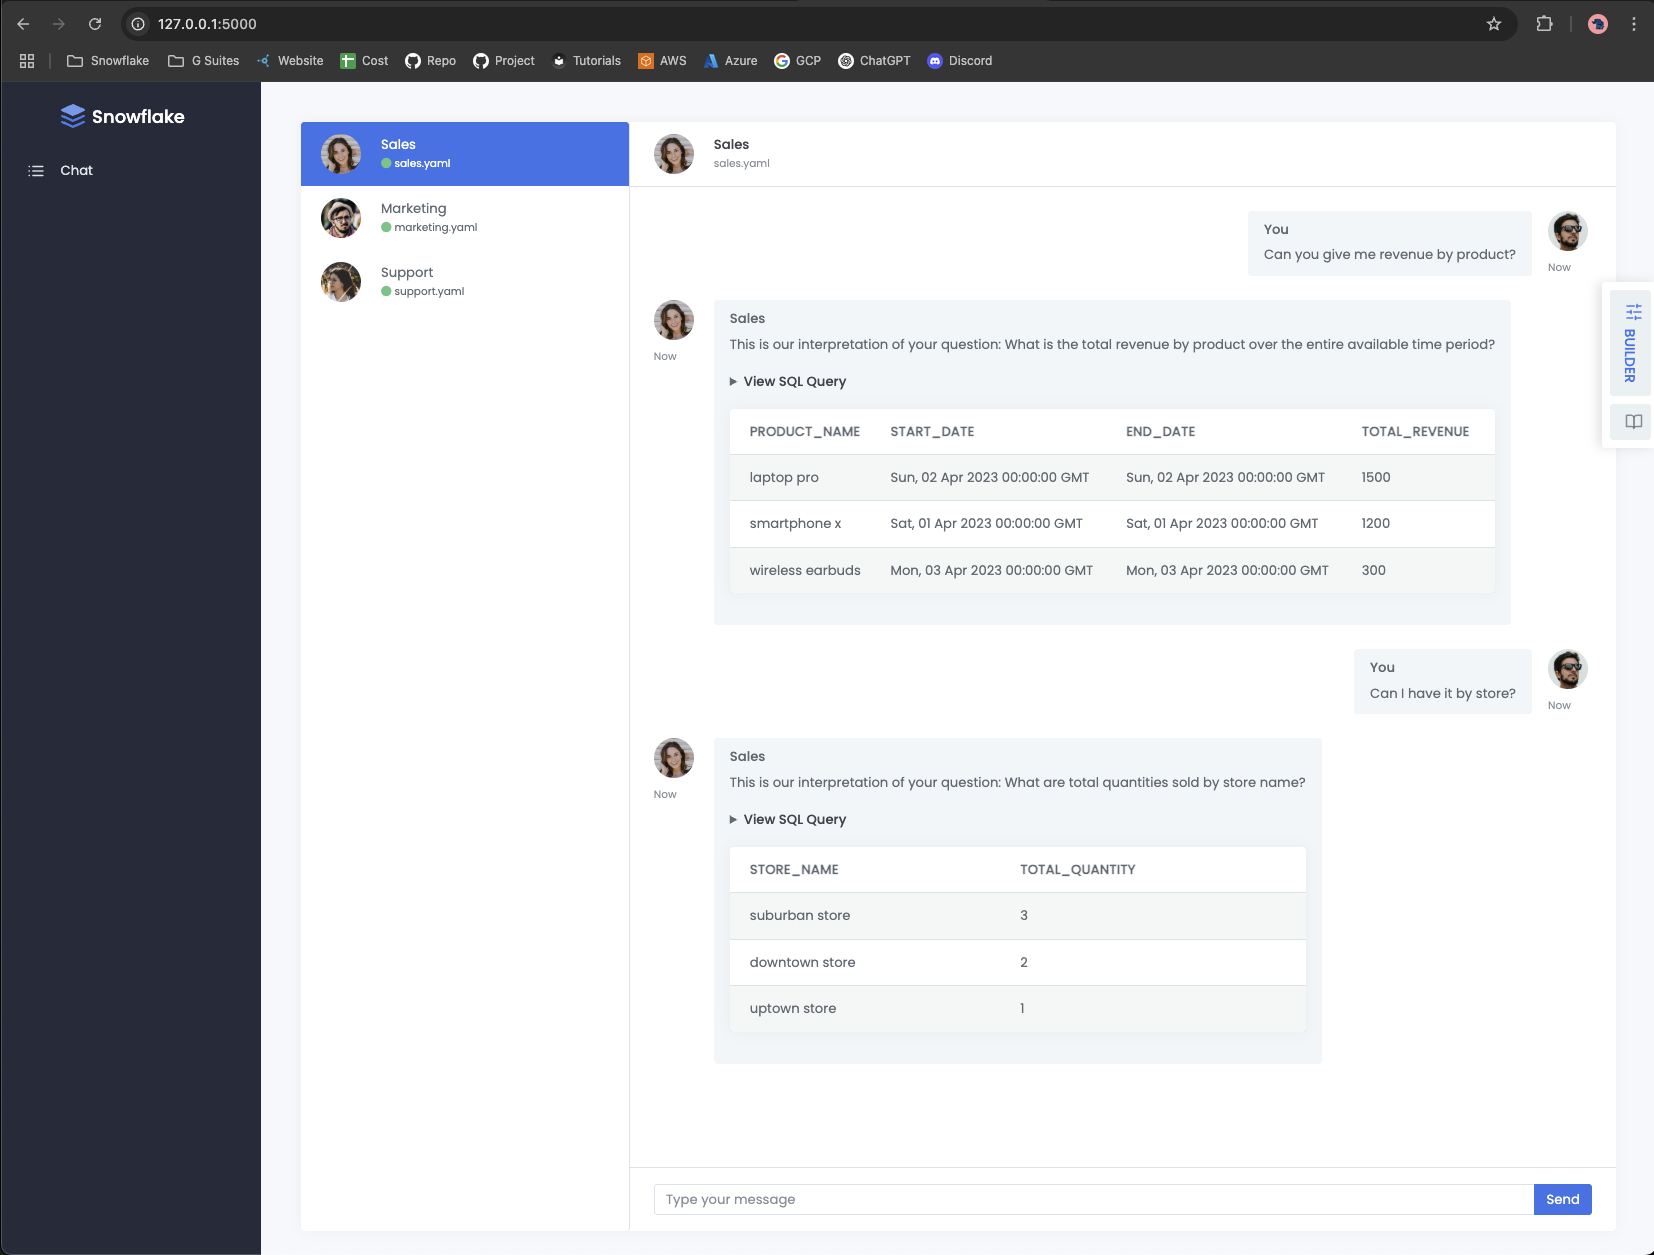 127.0.0.1:5000
Snowflake
G Suites
Website
Cost
Repo
Project
Tutorials
AWS
Azure
GCP
ChatGPT
Discord
Snowflake
Chat
Sales
sales.yaml
Marketing
marketing.yaml
Support
support.yaml
Sales
sales.yaml
You
Can you give me revenue by product?
Now
Sales
This is our interpretation of your question: What is the total revenue by product over the entire available time period?
Now
View SQL Query
PRODUCT_NAME START_DATE END_DATE TOTAL_REVENUE
laptop pro Sun, 02 Apr 2023 00:00:00 GMT Sun, 02 Apr 2023 00:00:00 GMT 1500
smartphone x Sat, 01 Apr 2023 00:00:00 GMT Sat, 01 Apr 2023 00:00:00 GMT 1200
wireless earbuds Mon, 03 Apr 2023 00:00:00 GMT Mon, 03 Apr 2023 00:00:00 GMT 300
You
Can I have it by store?
Now
Sales
This is our interpretation of your question: What are total quantities sold by store name?
Now
View SQL Query
STORE_NAME TOTAL_QUANTITY
suburban store 3
downtown store 2
uptown store 1
Type your message
Send
BUILDER